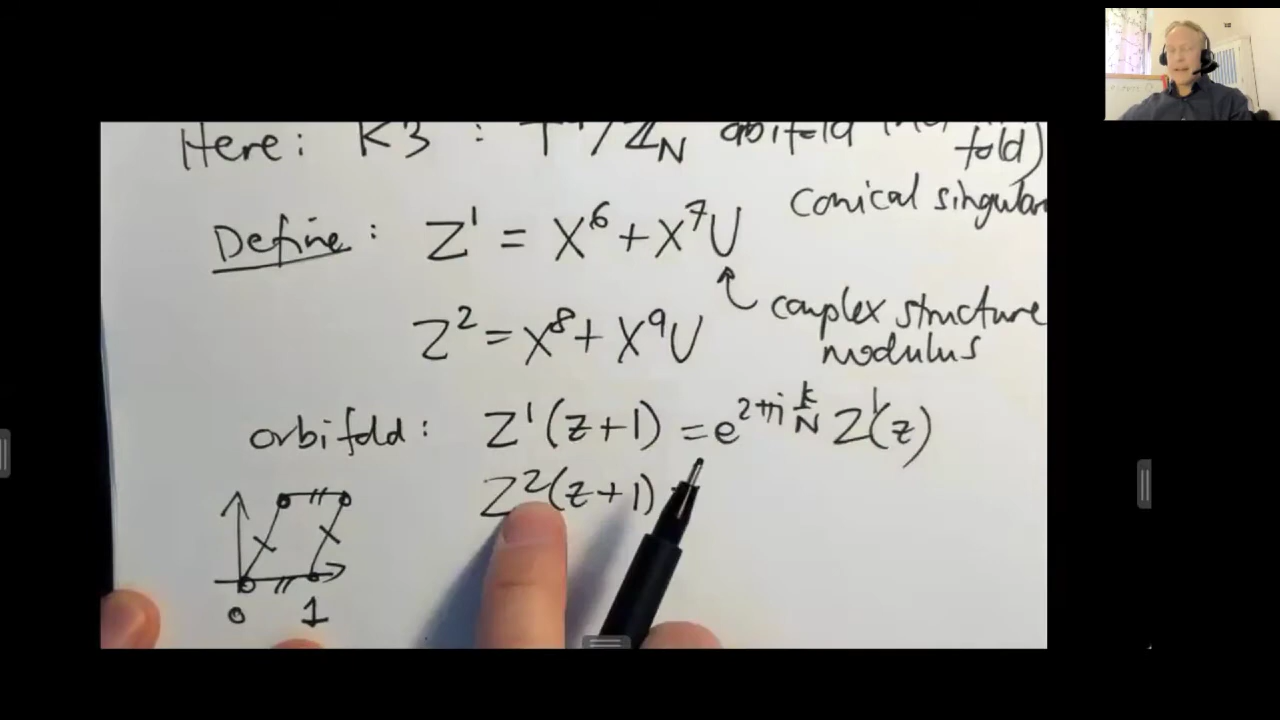 Here: K3 : T⁴/ℤ_N orbifold
fold)
conical singular
Define: Z¹ = X⁶ + X⁷U
complex structure
modulus
Z² = X⁸ + X⁹U
orbifold: Z¹(z+1) = e^{2πi k/N} Z¹(z)
Z²(z+1)
0 1